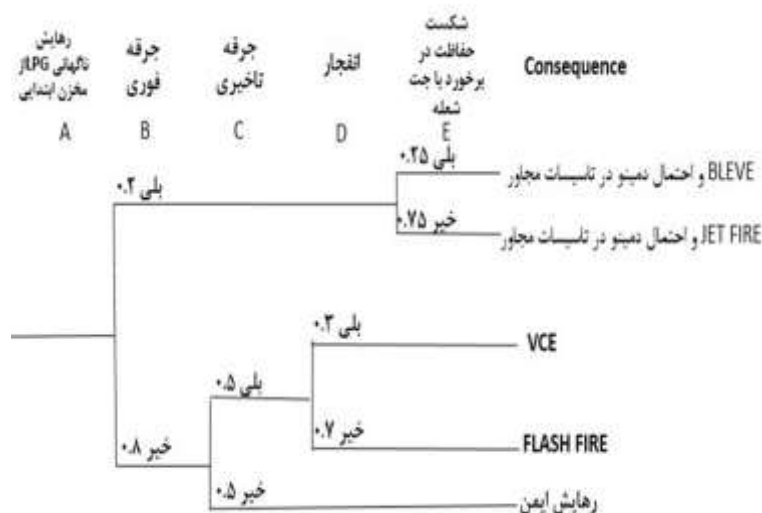 رهایش
ناگهانی LPGاز
مخزن ابتدایی
A
جرقه
فوری
B
جرقه
تاخیری
C
انفجار
D
شکست
حفاظت در
برخورد با جت
شعله
E
Consequence
بلی ۰.۲
بلی ۰.۲۵
BLEVE و احتمال دمینو در تاسیسات مجاور
خیر ۰.۷۵
JET FIRE و احتمال دمینو در تاسیسات مجاور
خیر ۰.۸
بلی ۰.۵
بلی ۰.۳
VCE
خیر ۰.۷
FLASH FIRE
خیر ۰.۵
رهایش ایمن